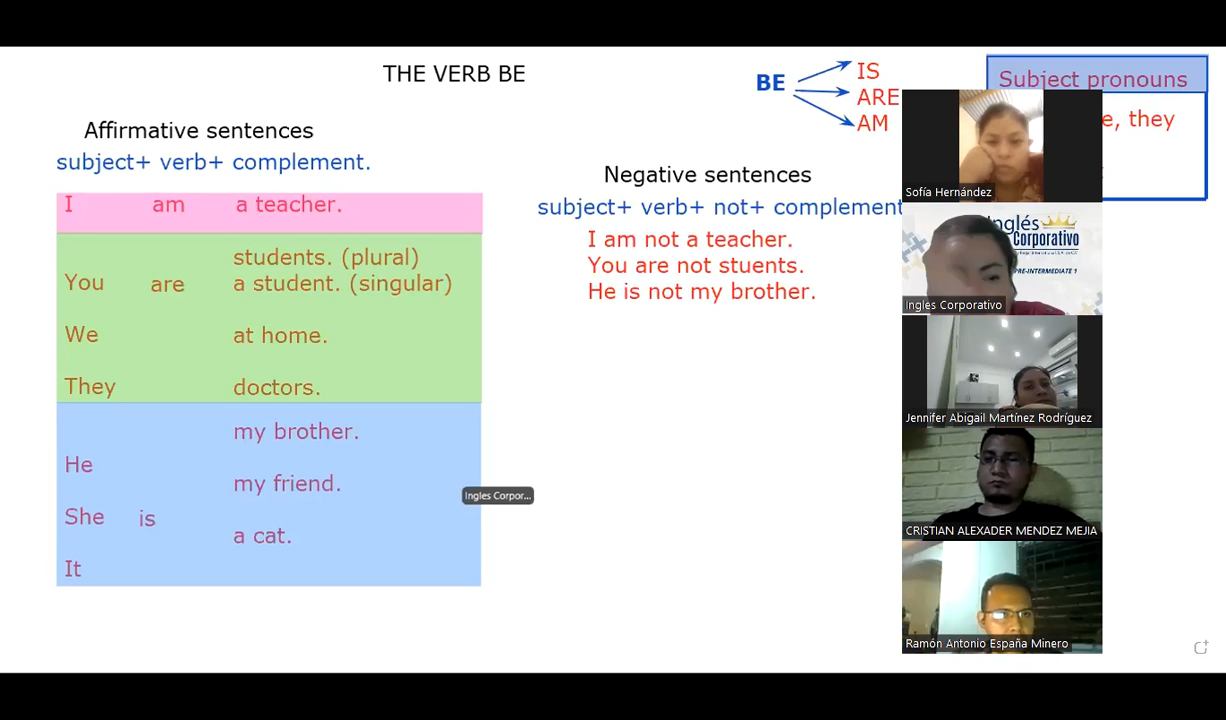 THE VERB BE
BE
IS
ARE
AM
Subject pronouns
e, they
Affirmative sentences
subject+ verb+ complement.
I am a teacher.
students. (plural)
You are a student. (singular)
We at home.
They doctors.
my brother.
He
my friend.
She is
a cat.
It
Negative sentences
subject+ verb+ not+ complement
I am not a teacher.
You are not stuents.
He is not my brother.
Ingles Corpor...
Sofía Hernández
Inglés
Corporativo
PRE-INTERMEDIATE 1
Ingles Corporativo
Jennifer Abigail Martínez Rodríguez
CRISTIAN ALEXADER MENDEZ MEJIA
Ramón Antonio España Minero